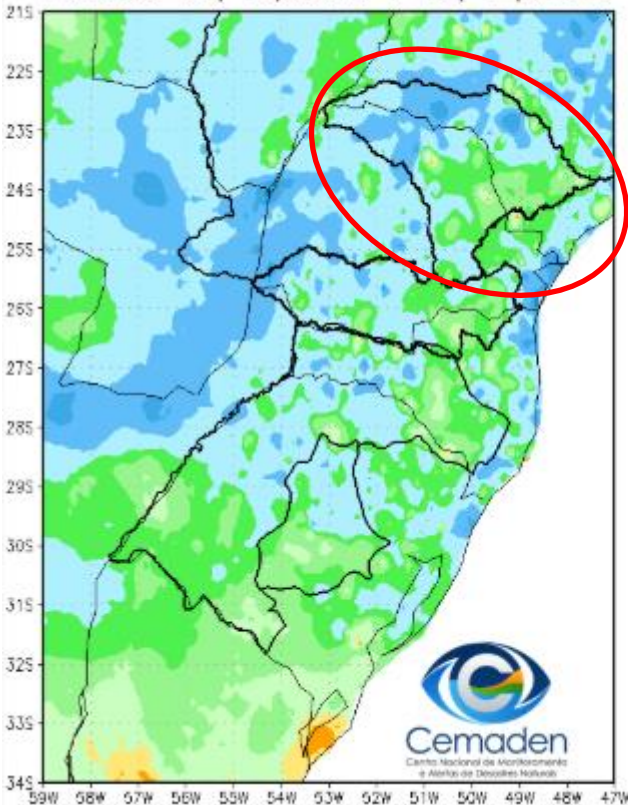 21S
22S
23S
24S
25S
26S
27S
28S
29S
30S
31S
32S
33S
34S
59W 58W 57W 56W 55W 54W 53W 52W 51W 50W 49W 48W 47W
Cemaden
Centro Nacional de Monitoramento
e Alertas de Desastres Naturais